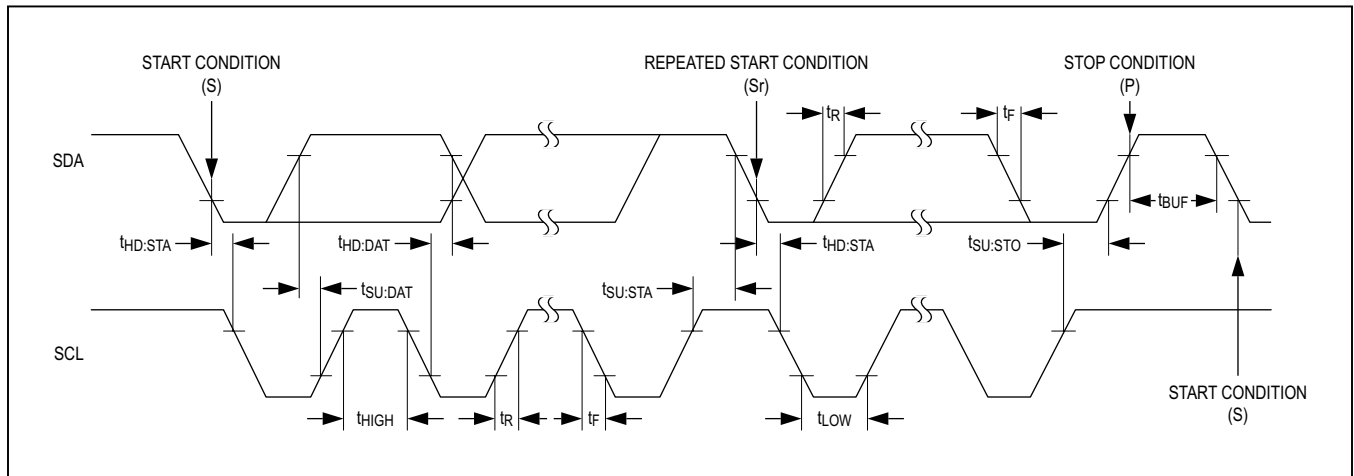 START CONDITION
(S)
REPEATED START CONDITION
(Sr)
STOP CONDITION
(P)
tR
tF
SDA
tBUF
tHD:STA
tHD:DAT
tHD:STA
tSU:STO
tSU:DAT
tSU:STA
SCL
tHIGH
tR
tF
tLOW
START CONDITION
(S)